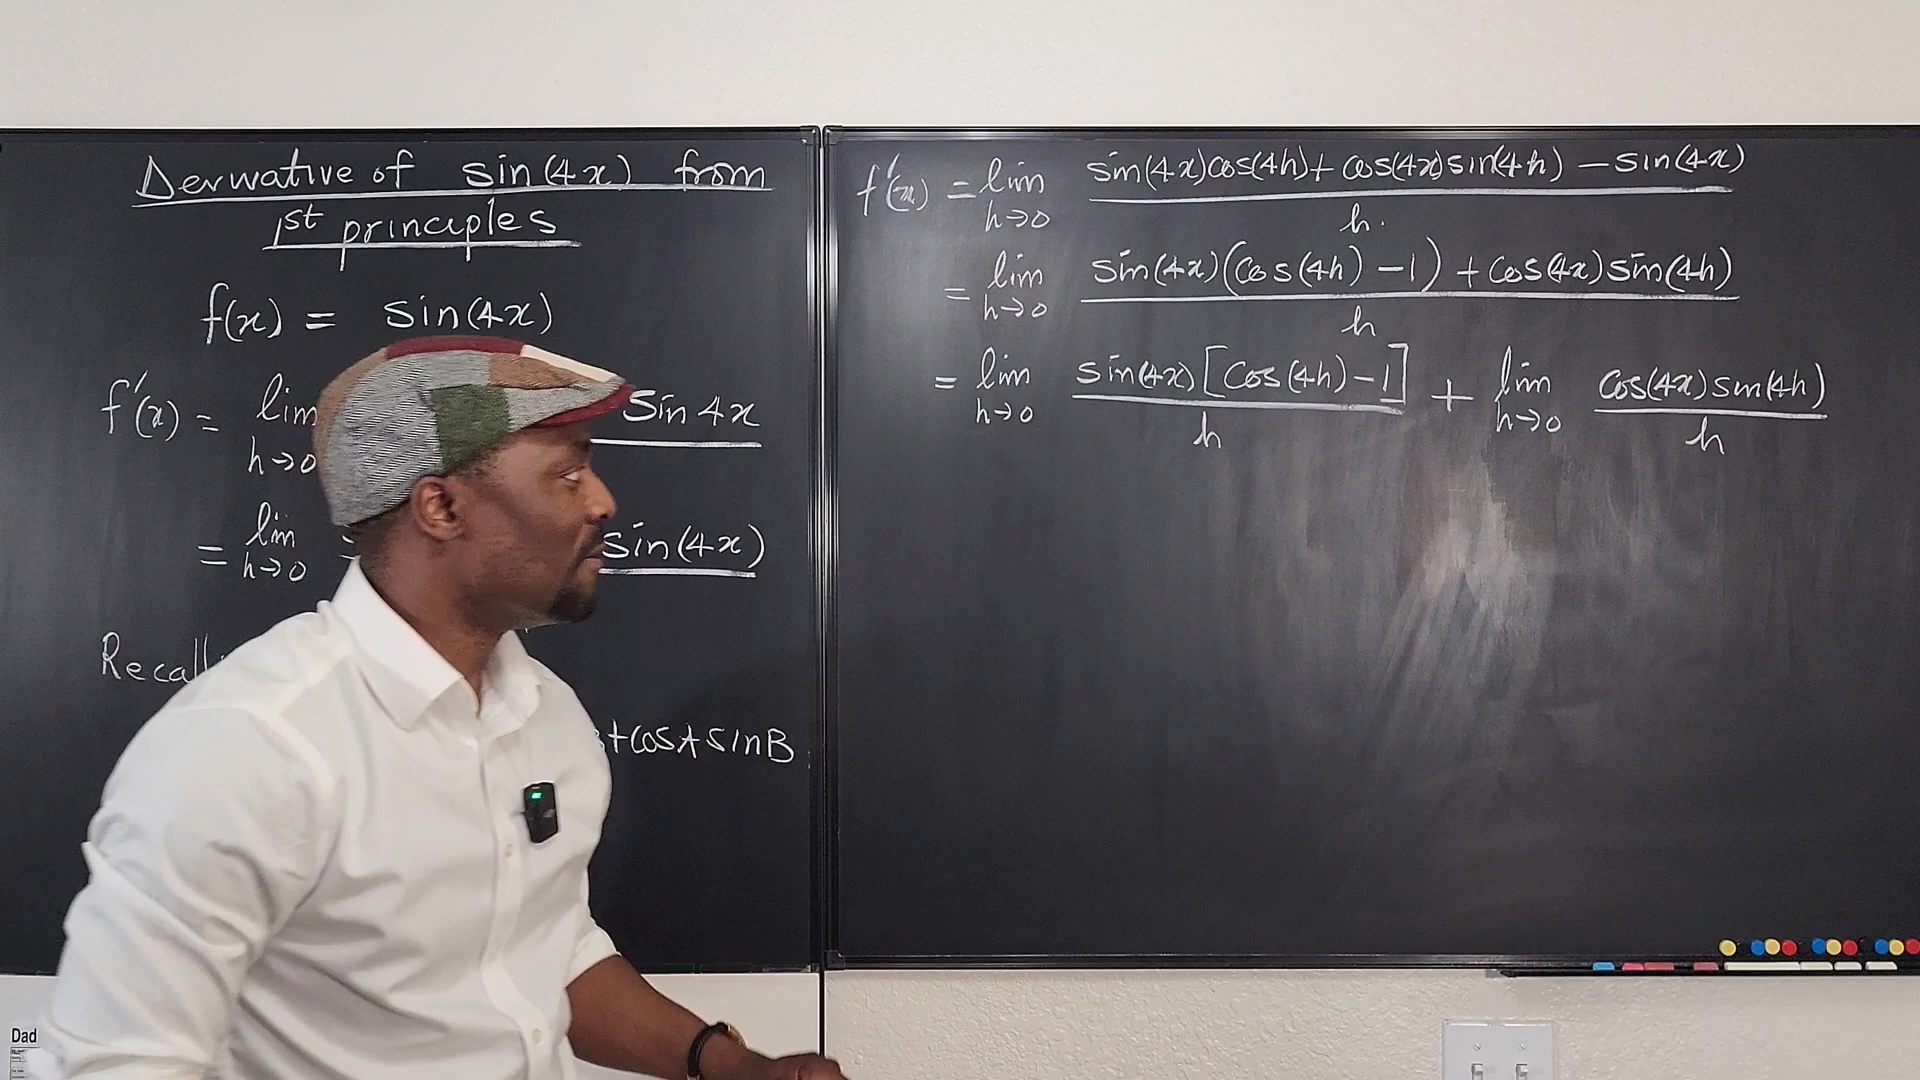 Derivative of sin(4x) from
1st principles
f(x) = sin(4x)
f'(x) = lim h→0 sin 4x
= lim h→0 sin(4x)
+cosAsinB
f'(x) = lim h→0 sin(4x)cos(4h)+cos(4x)sin(4h) - sin(4x) / h.
= lim h→0 sin(4x)(cos(4h) - 1) + cos(4x)sin(4h) / h
= lim h→0 sin(4x)[cos(4h) - 1] / h + lim h→0 cos(4x)sin(4h) / h
Dad